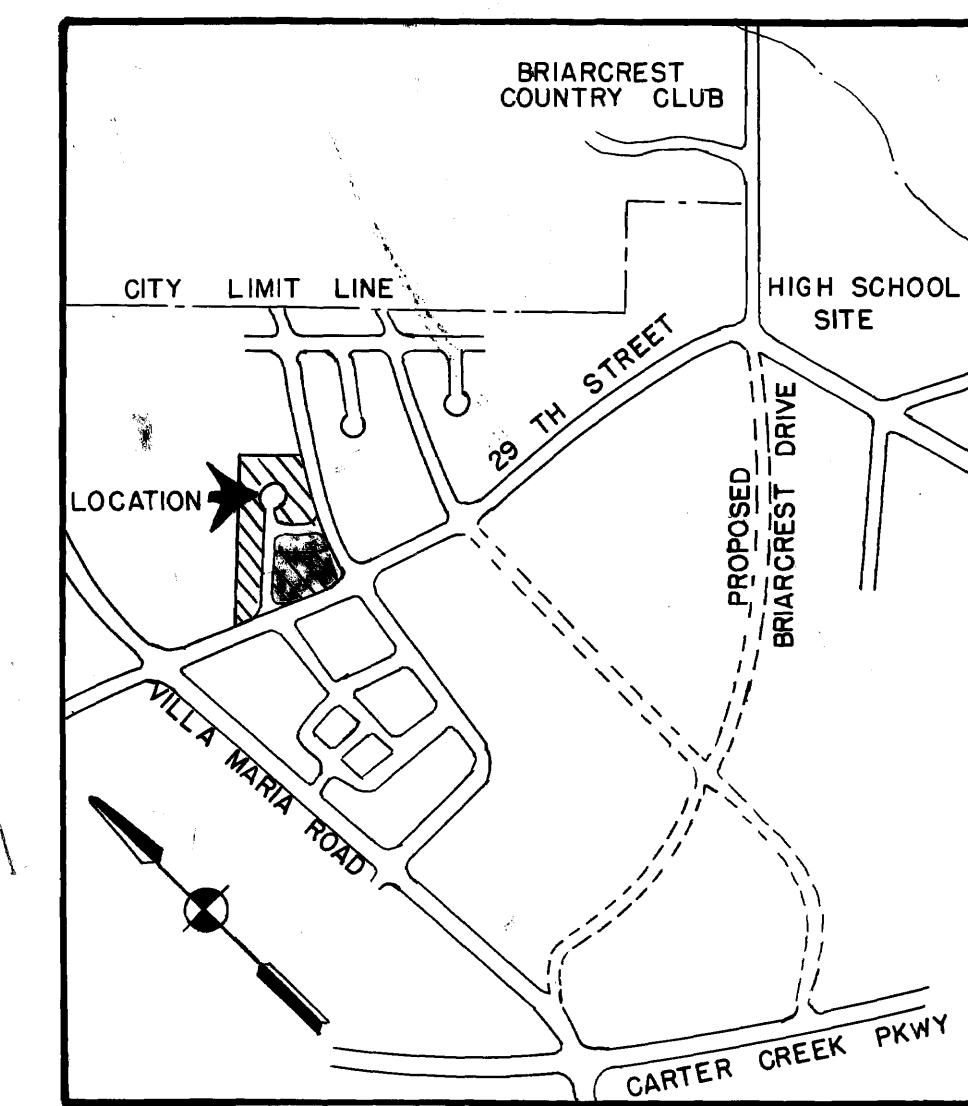 BRIARCREST
COUNTRY CLUB
CITY LIMIT LINE
HIGH SCHOOL
SITE
29 TH STREET
LOCATION
PROPOSED
BRIARCREST DRIVE
VILLA MARIA ROAD
CARTER CREEK PKWY